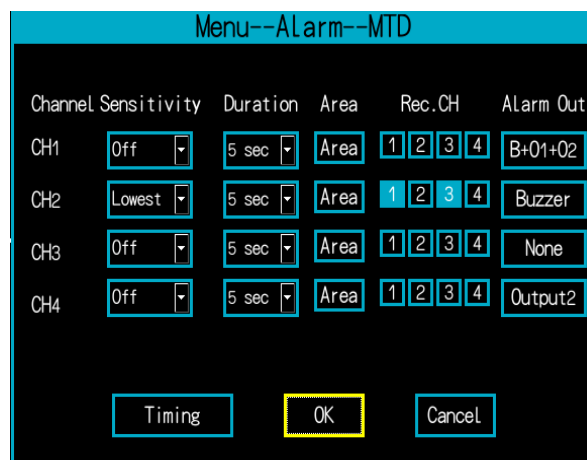 Menu--Alarm--MTD
Channel Sensitivity Duration Area Rec.CH Alarm Out
CH1 Off 5 sec Area 1 2 3 4 B+O1+O2
CH2 Lowest 5 sec Area 1 2 3 4 Buzzer
CH3 Off 5 sec Area 1 2 3 4 None
CH4 Off 5 sec Area 1 2 3 4 Output2
Timing OK Cancel